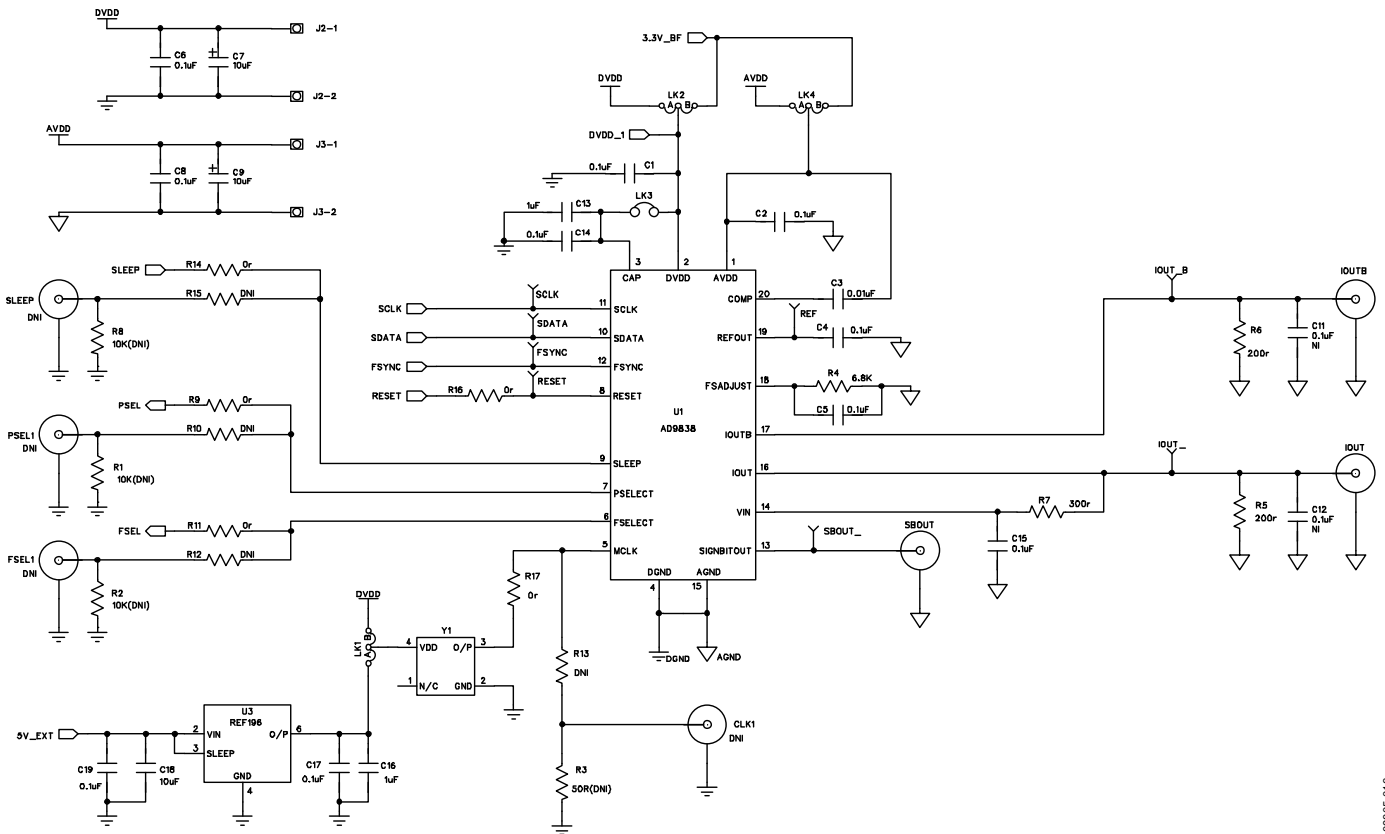 DVDD
J2-1
C6
0.1uF
+
C7
10uF
J2-2
AVDD
J3-1
C8
0.1uF
+
C9
10uF
J3-2
3.3V_BF
DVDD
LK2
A B
AVDD
LK4
A B
DVDD_1
0.1uF
C1
LK3
1uF
C13
0.1uF
C14
C2
0.1uF
3
2
1
CAP
DVDD
AVDD
SLEEP
R14
0r
SLEEP
DNI
R15
DNI
R8
10K(DNI)
SCLK
SCLK
11
SCLK
SDATA
SDATA
10
SDATA
FSYNC
FSYNC
12
FSYNC
RESET
R16
0r
RESET
8
RESET
U1
AD9838
COMP
20
C3
0.01uF
REFOUT
19
REF
C4
0.1uF
FSADJUST
18
R4
6.8K
C5
0.1uF
IOUTB
17
IOUT_B
IOUTB
R6
200r
C11
0.1uF
NI
PSEL
R9
0r
PSEL1
DNI
R10
DNI
R1
10K(DNI)
9
SLEEP
7
PSELECT
6
FSELECT
5
MCLK
IOUT
16
IOUT_
IOUT
R5
200r
C12
0.1uF
NI
VIN
14
R7
300r
C15
0.1uF
SIGNBITOUT
13
SBOUT_
SBOUT
FSEL
R11
0r
FSEL1
DNI
R12
DNI
R2
10K(DNI)
DGND
AGND
4
15
DGND
AGND
R17
0r
DVDD
LK1
A B
Y1
4
VDD
O/P
3
1
N/C
GND
2
R13
DNI
CLK1
DNI
R3
50R(DNI)
5V_EXT
U3
REF196
2
VIN
O/P
6
3
SLEEP
GND
4
C19
0.1uF
C18
10uF
C17
0.1uF
C16
1uF